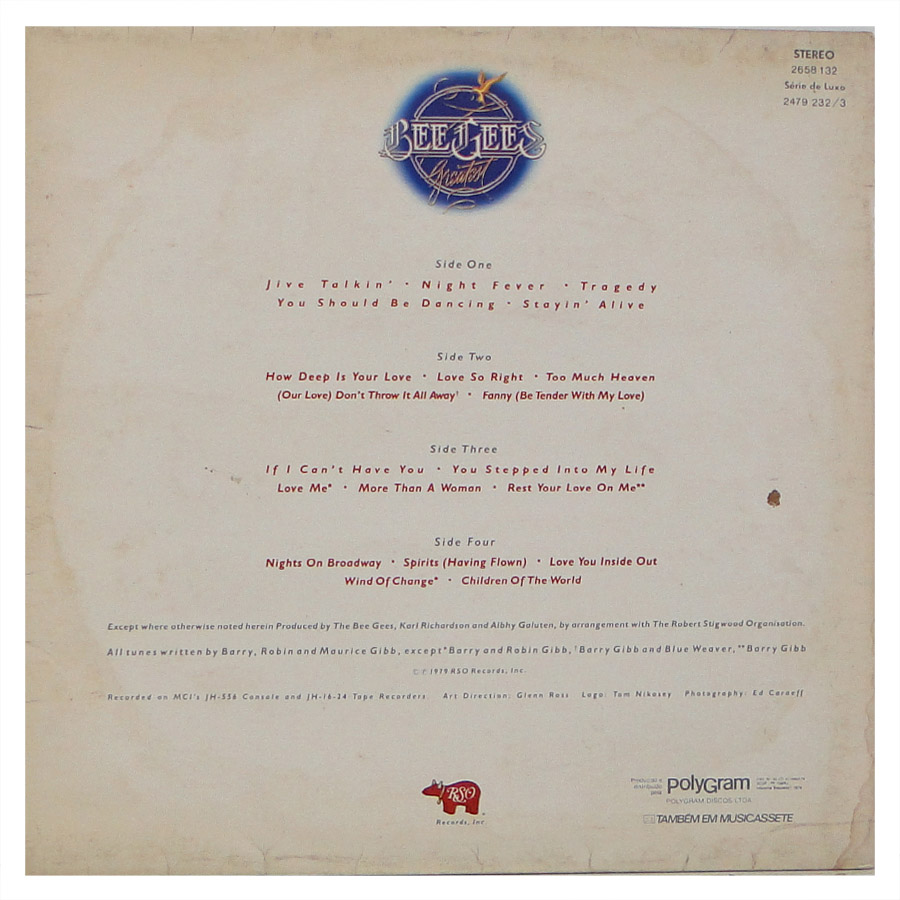 STEREO
2658 132
Série de Luxo
2479 232/3
BEE GEES
Greatest
Side One
Jive Talkin' · Night Fever · Tragedy
You Should Be Dancing · Stayin' Alive
Side Two
How Deep Is Your Love · Love So Right · Too Much Heaven
(Our Love) Don't Throw It All Away† · Fanny (Be Tender With My Love)
Side Three
If I Can't Have You · You Stepped Into My Life
Love Me* · More Than A Woman · Rest Your Love On Me**
Side Four
Nights On Broadway · Spirits (Having Flown) · Love You Inside Out
Wind Of Change* · Children Of The World
Except where otherwise noted herein Produced by The Bee Gees, Karl Richardson and Albhy Galuten, by arrangement with The Robert Stigwood Organisation.
All tunes written by Barry, Robin and Maurice Gibb, except *Barry and Robin Gibb, †Barry Gibb and Blue Weaver, **Barry Gibb
© ℗ 1979 RSO Records, Inc.
Recorded on MCI's JH-556 Console and JH-16-24 Tape Recorders. Art Direction: Glenn Ross Logo: Tom Nikosey Photography: Ed Caraeff
RSO
Records, Inc.
Produzido e
distribuído
pela
polyGram
POLYGRAM DISCOS LTDA
TAMBÉM EM MUSICASSETE